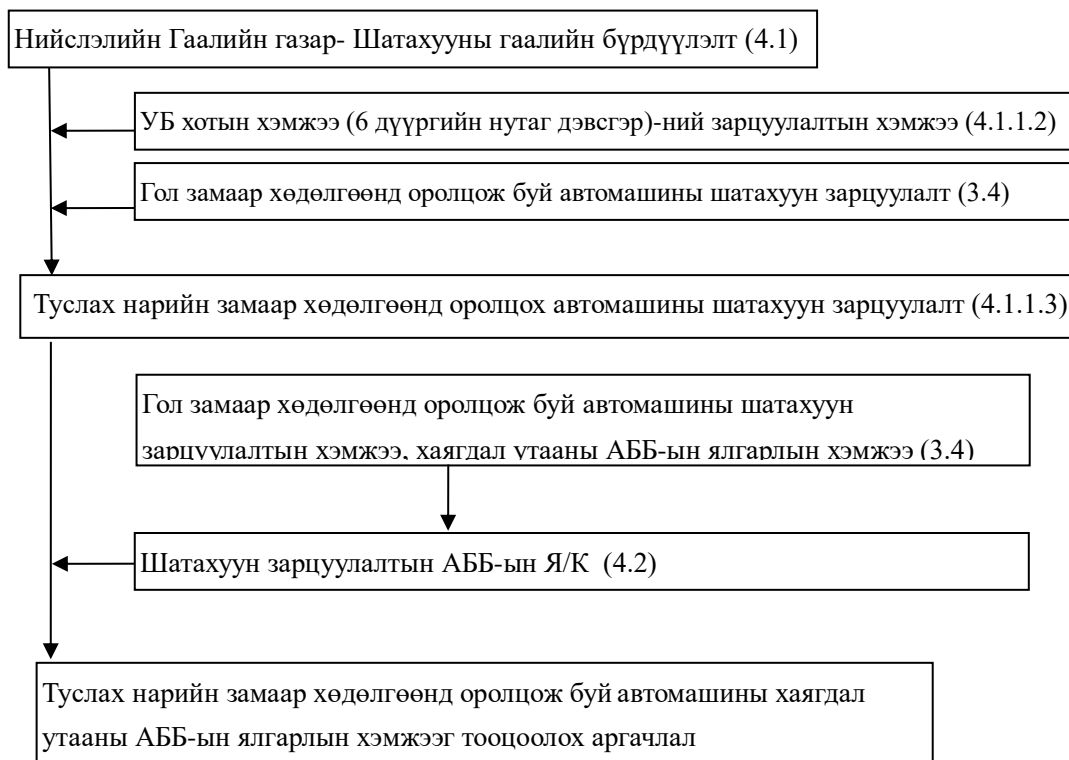 Нийслэлийн Гаалийн газар- Шатахууны гаалийн бүрдүүлэлт (4.1)
УБ хотын хэмжээ (6 дүүргийн нутаг дэвсгэр)-ний зарцуулалтын хэмжээ (4.1.1.2)
Гол замаар хөдөлгөөнд оролцож буй автомашины шатахуун зарцуулалт (3.4)
Туслах нарийн замаар хөдөлгөөнд оролцох автомашины шатахуун зарцуулалт (4.1.1.3)
Гол замаар хөдөлгөөнд оролцож буй автомашины шатахуун
зарцуулалтын хэмжээ, хаягдал утааны АББ-ын ялгарлын хэмжээ (3.4)
Шатахуун зарцуулалтын АББ-ын Я/К (4.2)
Туслах нарийн замаар хөдөлгөөнд оролцож буй автомашины хаягдал
утааны АББ-ын ялгарлын хэмжээг тооцоолох аргачлал